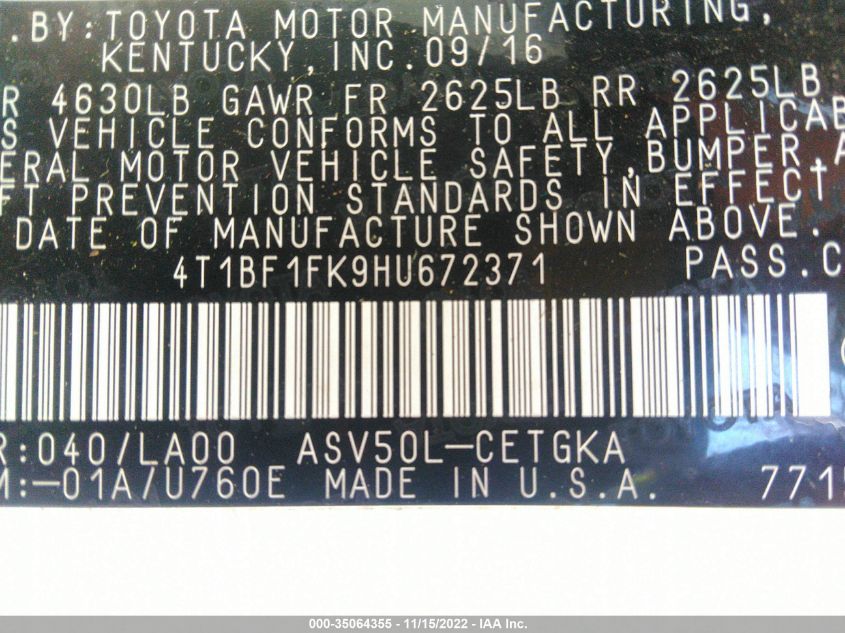 . BY: TOYOTA MOTOR MANUFACTURING,
KENTUCKY, INC. 09/16
R 4630LB GAWR FR 2625LB RR 2625LB
S VEHICLE CONFORMS TO ALL APPLICAB
ERAL MOTOR VEHICLE SAFETY, BUMPER, A
FT PREVENTION STANDARDS IN EFFECT
DATE OF MANUFACTURE SHOWN ABOVE.
4T1BF1FK9HU672371 PASS. C
R:040/LA00 ASV50L-CETGKA
M:-01A/U760E MADE IN U.S.A. 771
000-35064355 - 11/15/2022 - IAA Inc.